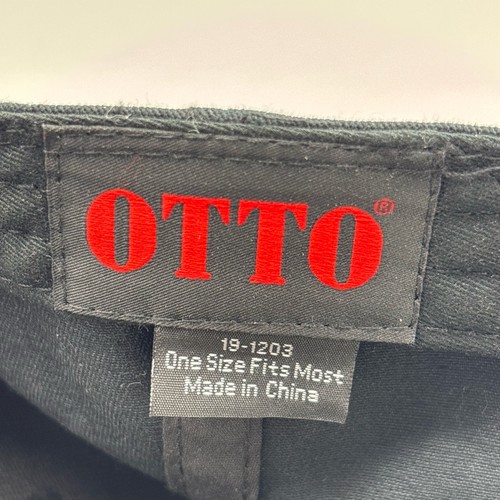 OTTO®
19-1203
One Size Fits Most
Made in China